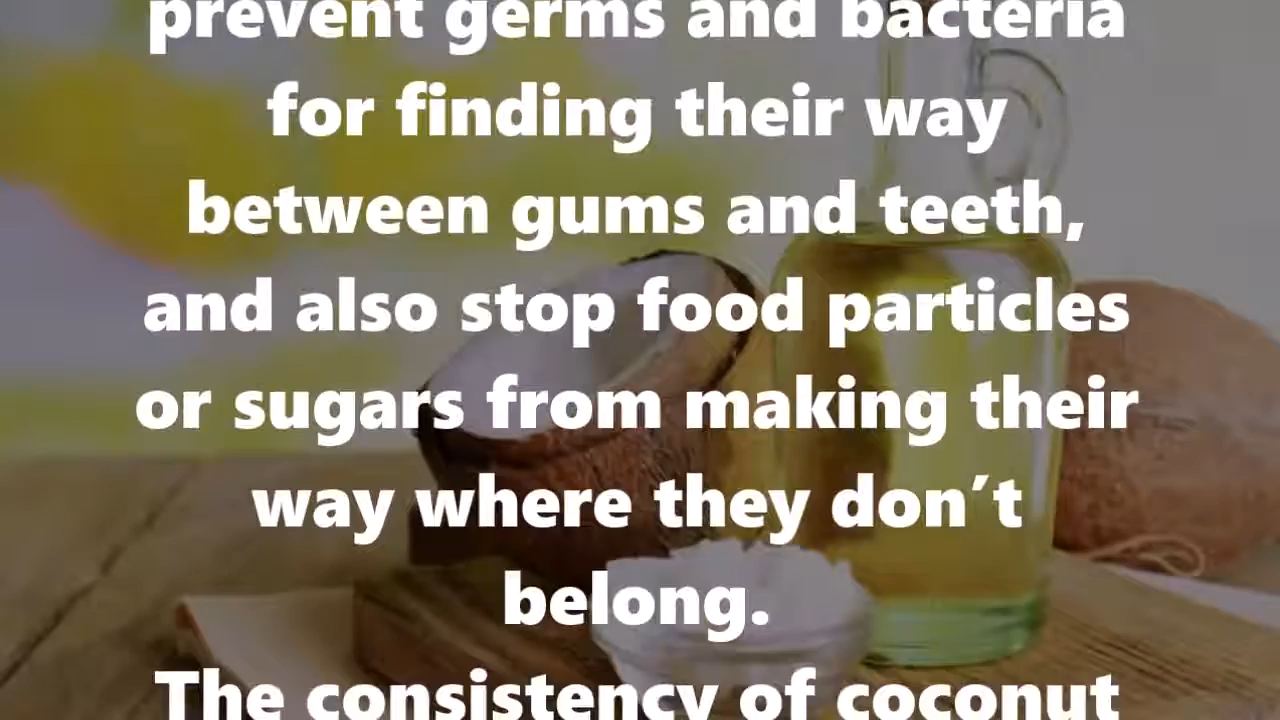 prevent germs and bacteria
for finding their way
between gums and teeth,
and also stop food particles
or sugars from making their
way where they don’t
belong.
The consistency of coconut